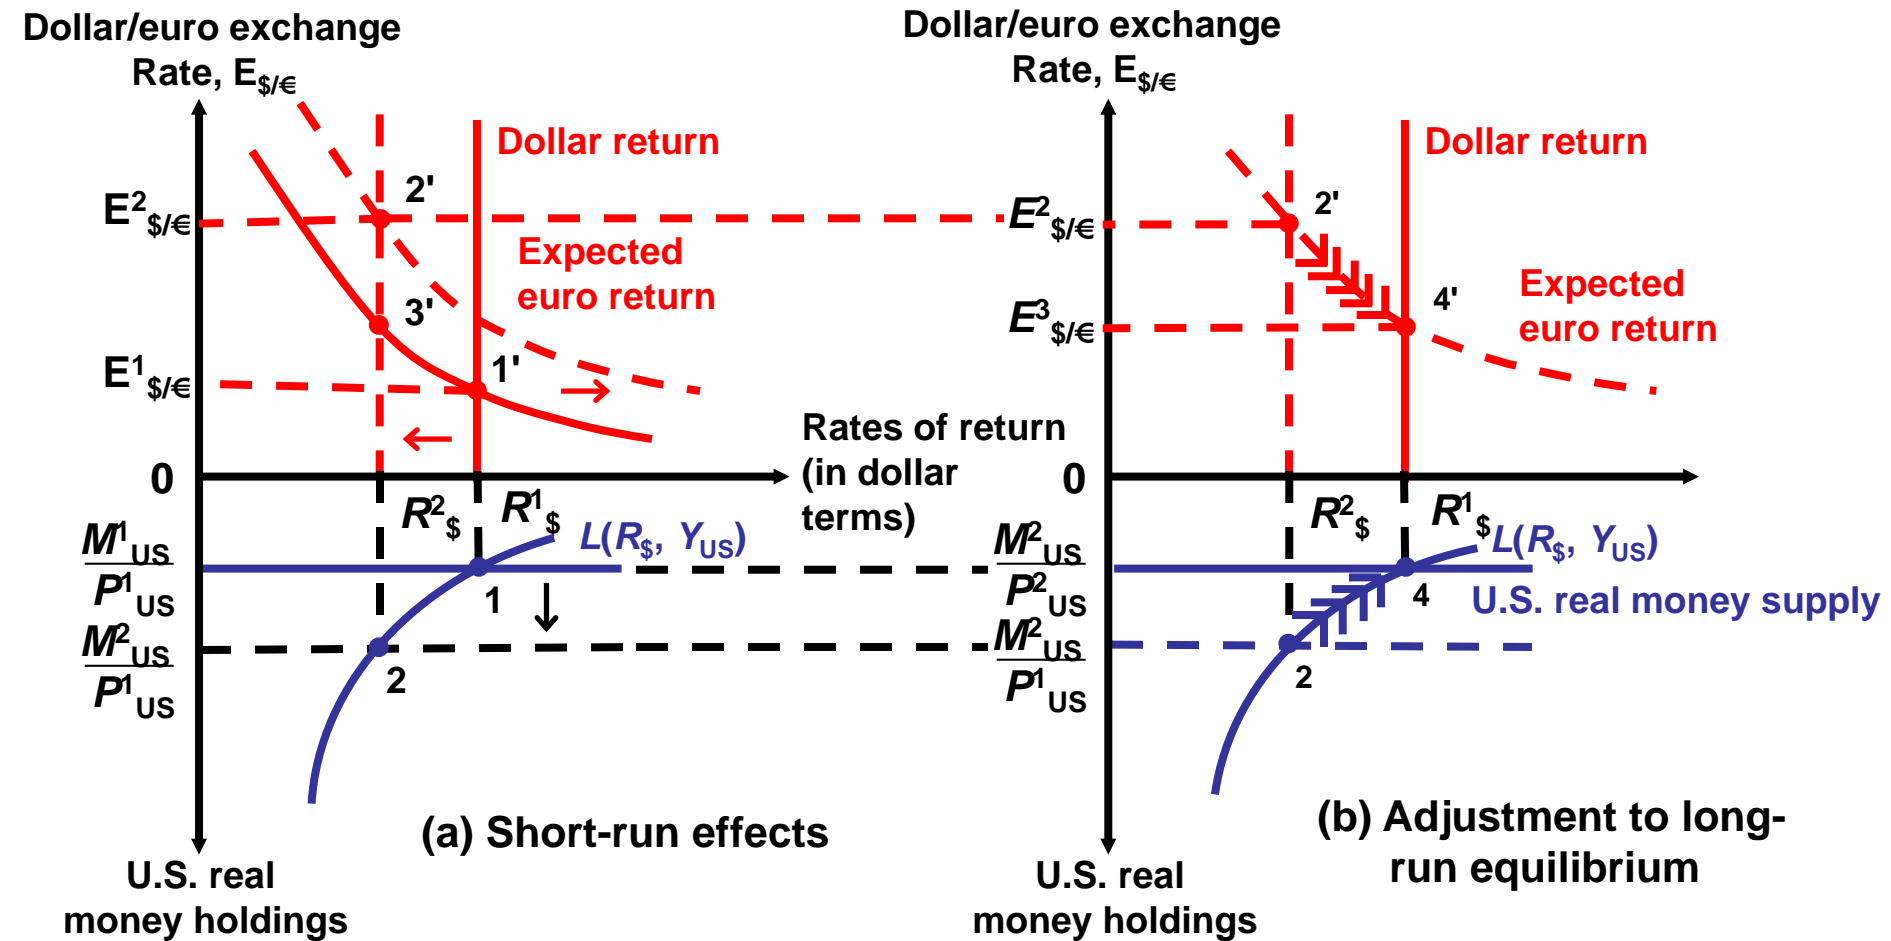 Dollar/euro exchange
Rate, E$/€
Dollar return
2'
E2$/€
Expected
euro return
3'
1'
E1$/€
Rates of return
(in dollar
terms)
0
R2$
R1$
L(R$, YUS)
M1US
P1US
1
M2US
P1US
2
(a) Short-run effects
U.S. real
money holdings
Dollar/euro exchange
Rate, E$/€
Dollar return
2'
E2$/€
4'
Expected
euro return
E3$/€
0
R2$
R1$
L(R$, YUS)
M2US
P2US
4
U.S. real money supply
M2US
P1US
2
(b) Adjustment to long-
run equilibrium
U.S. real
money holdings